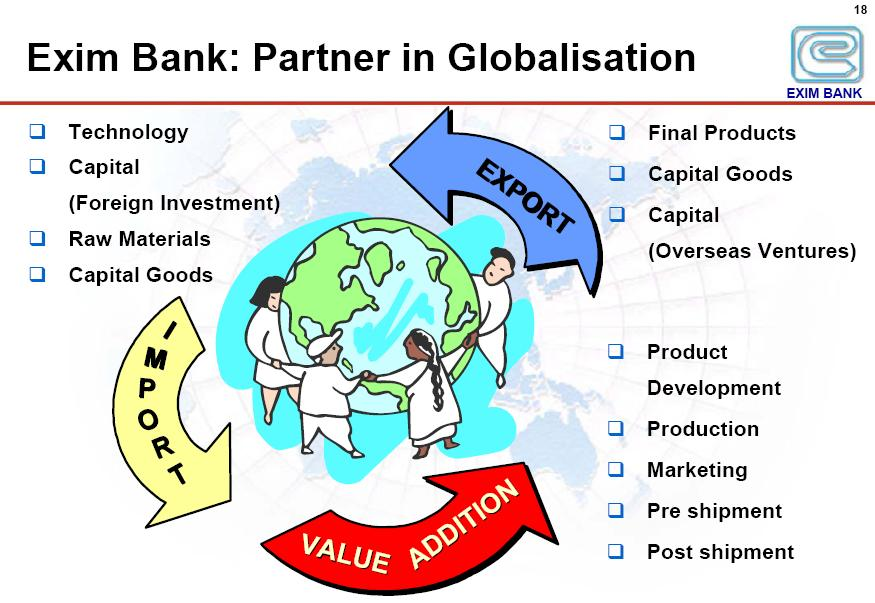 18
Exim Bank: Partner in Globalisation
EXIM BANK
Technology
Capital
(Foreign Investment)
Raw Materials
Capital Goods
IMPORT
EXPORT
Final Products
Capital Goods
Capital
(Overseas Ventures)
Product
Development
Production
Marketing
Pre shipment
Post shipment
VALUE ADDITION